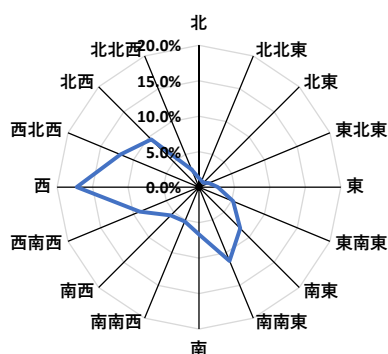 北
北北西
20.0%
北北東
北西
15.0%
北東
10.0%
西北西
東北東
5.0%
西
0.0%
東
西南西
東南東
南西
南東
南南西
南南東
南